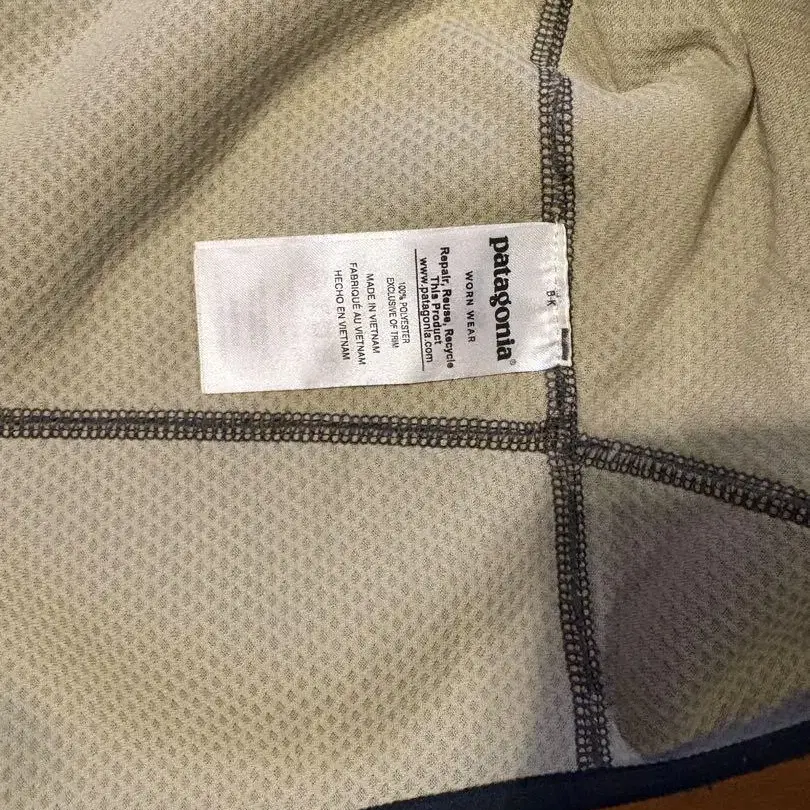 patagonia®
WORN WEAR
Repair, Reuse, Recycle
This Product
www.patagonia.com
100% POLYESTER
EXCLUSIVE OF TRIM
MADE IN VIETNAM
FABRIQUÉ AU VIETNAM
HECHO EN VIETNAM